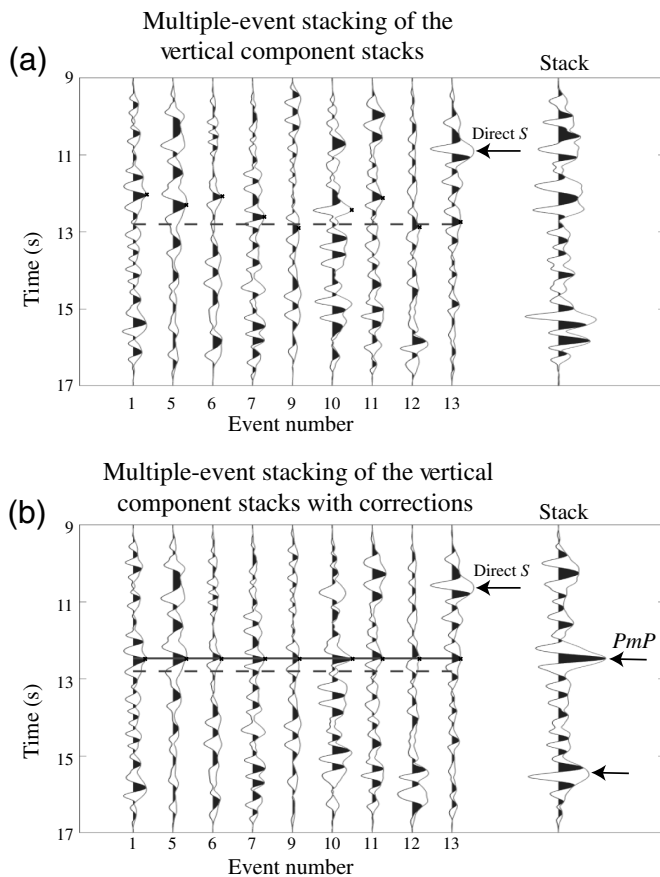 Multiple-event stacking of the
vertical component stacks
(a)
Stack
9
11
13
15
17
Time (s)
Direct S
1 5 6 7 9 10 11 12 13
Event number
Multiple-event stacking of the vertical
component stacks with corrections
(b)
Stack
9
11
13
15
17
Time (s)
Direct S
PmP
1 5 6 7 9 10 11 12 13
Event number